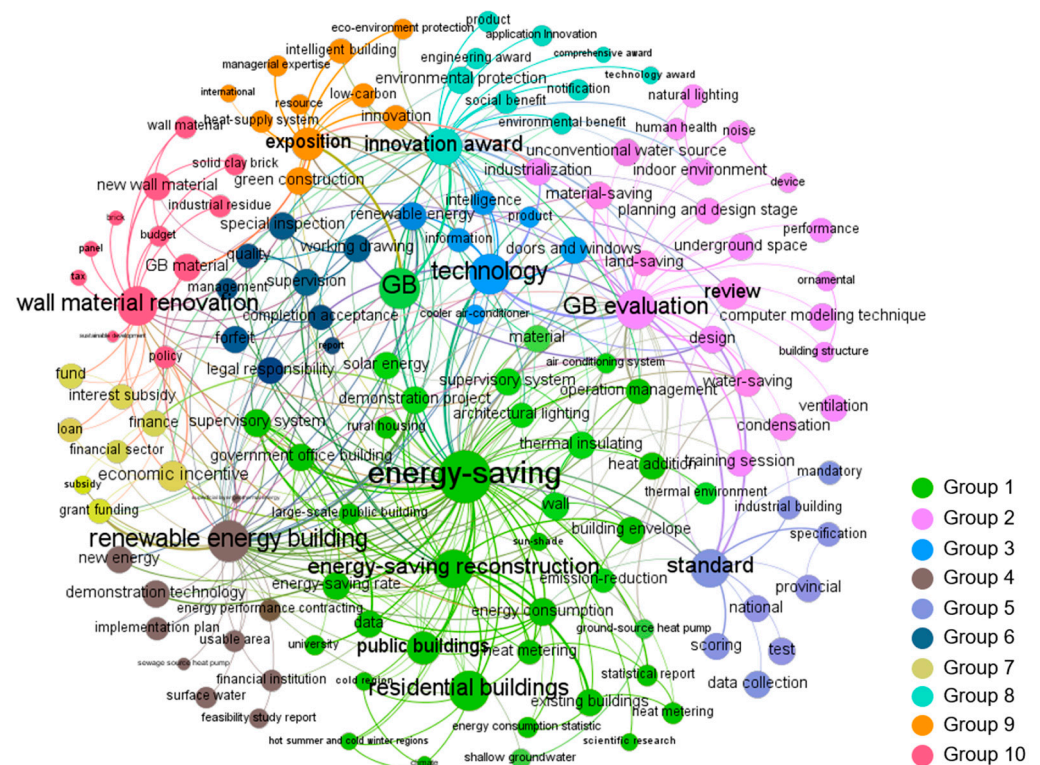 product
eco-environment protection
application Innovation
intelligent building
engineering award
comprehensive award
managerial expertise
environmental protection
technology award
international
low-carbon
notification
natural lighting
resource
social benefit
heat-supply system
innovation
environmental benefit
human health
noise
wall material
exposition
innovation award
unconventional water source
solid clay brick
industrialization
indoor environment
new wall material
green construction
material-saving
device
industrial residue
intelligence
planning and design stage
brick
special inspection
renewable energy
product
performance
budget
working drawing
information
doors and windows
underground space
panel
quality
land-saving
GB material
technology
tax
management
supervision
GB
review
ornamental
wall material renovation
GB evaluation
completion acceptance
cooler air-conditioner
computer modeling technique
sustainable development
forfeit
report
material
design
policy
building structure
legal responsibility
solar energy
air conditioning system
fund
supervisory system
operation management
water-saving
interest subsidy
demonstration project
architectural lighting
ventilation
loan
finance
supervisory system
rural housing
condensation
thermal insulating
financial sector
government office building
heat addition
training session
economic incentive
energy-saving
mandatory
subsidy
thermal environment
grant funding
large-scale public building
wall
industrial building
renewable energy building
sun-shade
building envelope
specification
new energy
energy-saving reconstruction
standard
demonstration technology
energy-saving rate
emission-reduction
provincial
energy performance contracting
energy consumption
national
implementation plan
usable area
data
ground-source heat pump
university
public buildings
heat metering
scoring
test
sewage source heat pump
financial institution
cold region
residential buildings
statistical report
data collection
surface water
existing buildings
heat metering
feasibility study report
energy consumption statistic
hot summer and cold winter regions
scientific research
shallow groundwater
climate
Group 1
Group 2
Group 3
Group 4
Group 5
Group 6
Group 7
Group 8
Group 9
Group 10